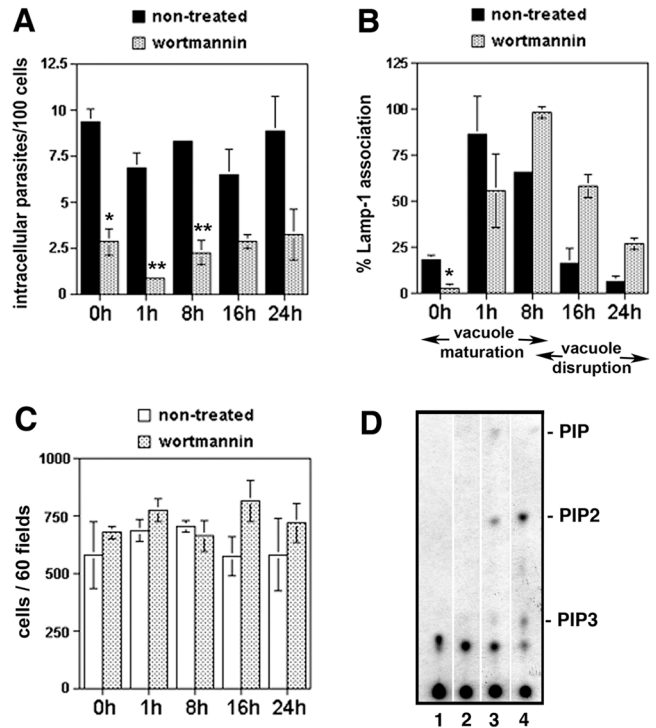 A
non-treated
wortmannin
intracellular parasites/100 cells
12.5
10
7.5
5
2.5
0
*
**
**
0h 1h 8h 16h 24h
B
non-treated
wortmannin
% Lamp-1 association
125
100
75
50
25
0
*
0h 1h 8h 16h 24h
vacuole
maturation
vacuole
disruption
C
non-treated
wortmannin
cells / 60 fields
1000
750
500
250
0
0h 1h 8h 16h 24h
D
- PIP
- PIP2
- PIP3
1 2 3 4